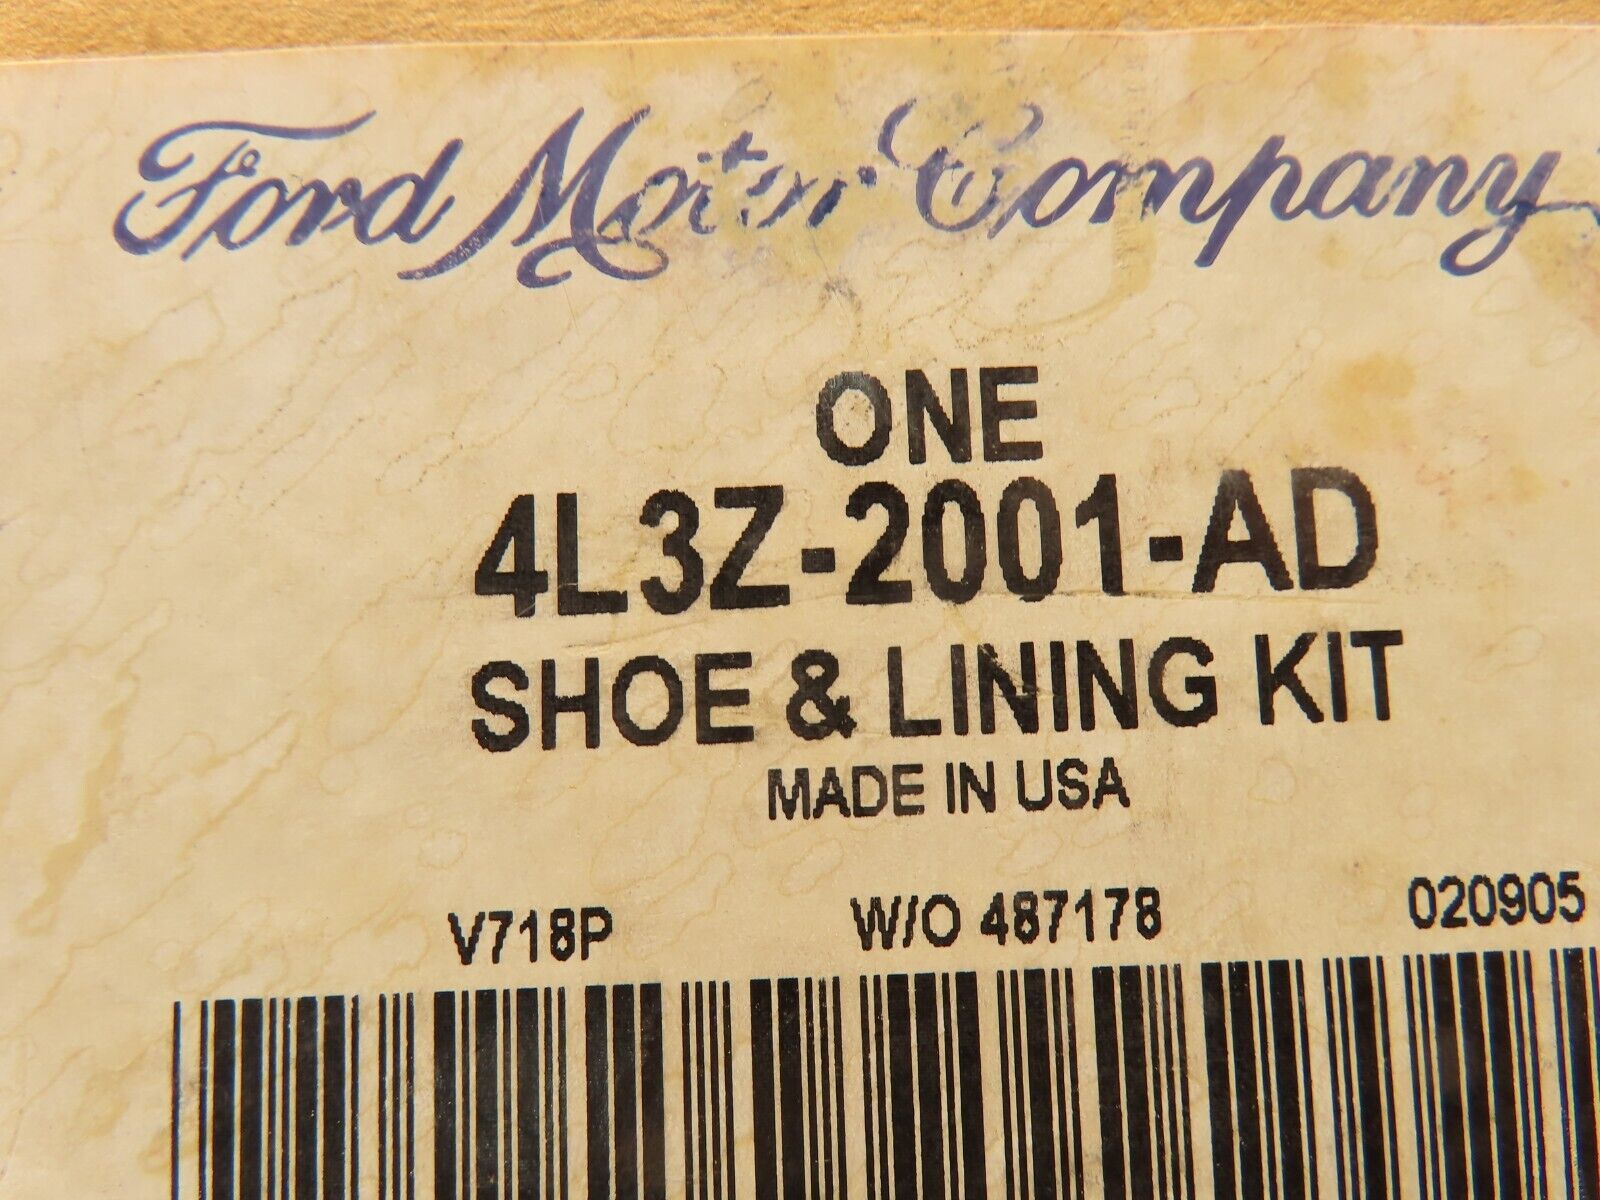 Ford Motor Company
ONE
4L3Z-2001-AD
SHOE & LINING KIT
MADE IN USA
V718P W/O 487178 020905